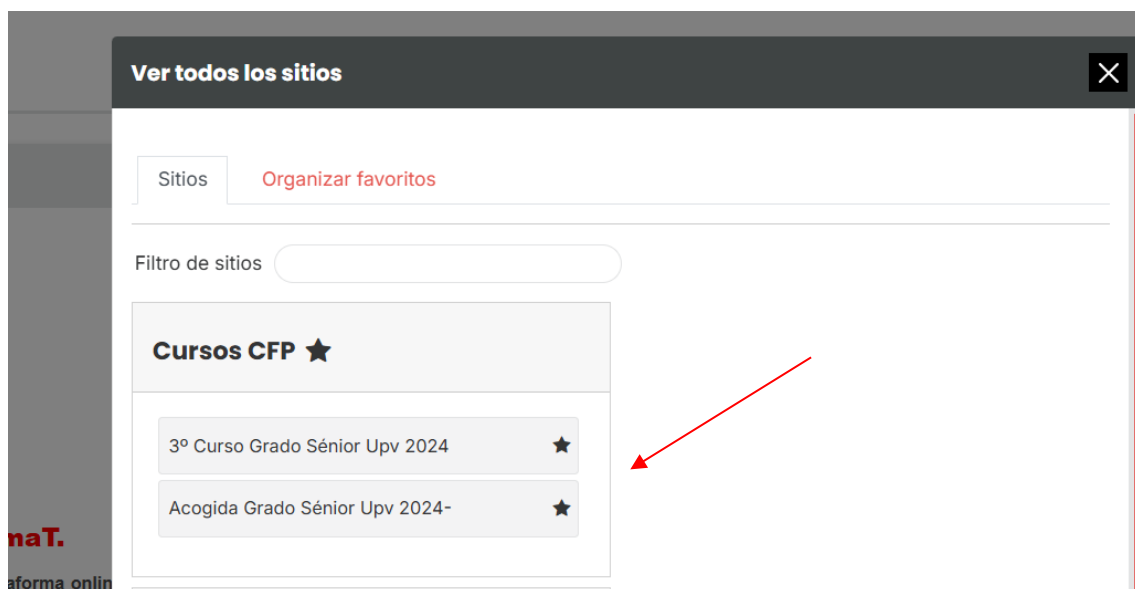 Ver todos los sitios
Sitios
Organizar favoritos
Filtro de sitios
Cursos CFP
3º Curso Grado Sénior Upv 2024
Acogida Grado Sénior Upv 2024-
maT.
aforma onlin